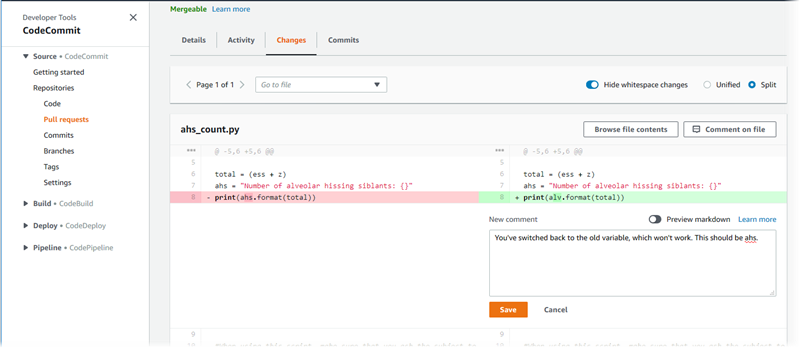 Mergeable Learn more
Developer Tools
CodeCommit
Source • CodeCommit
Getting started
Repositories
Code
Pull requests
Commits
Branches
Tags
Settings
Build • CodeBuild
Deploy • CodeDeploy
Pipeline • CodePipeline
Details Activity Changes Commits
Page 1 of 1 Go to file Hide whitespace changes Unified Split
ahs_count.py Browse file contents Comment on file
••• @ -5,6 +5,6 @@ ••• @ -5,6 +5,6 @@
5 5
6 total = (ess + z) 6 total = (ess + z)
7 ahs = "Number of alveolar hissing siblants: {}" 7 ahs = "Number of alveolar hissing siblants: {}"
8 - print(ahs.format(total)) 8 + print(alv.format(total))
New comment Preview markdown Learn more
You've switched back to the old variable, which won't work. This should be ahs.
Save Cancel
9 9